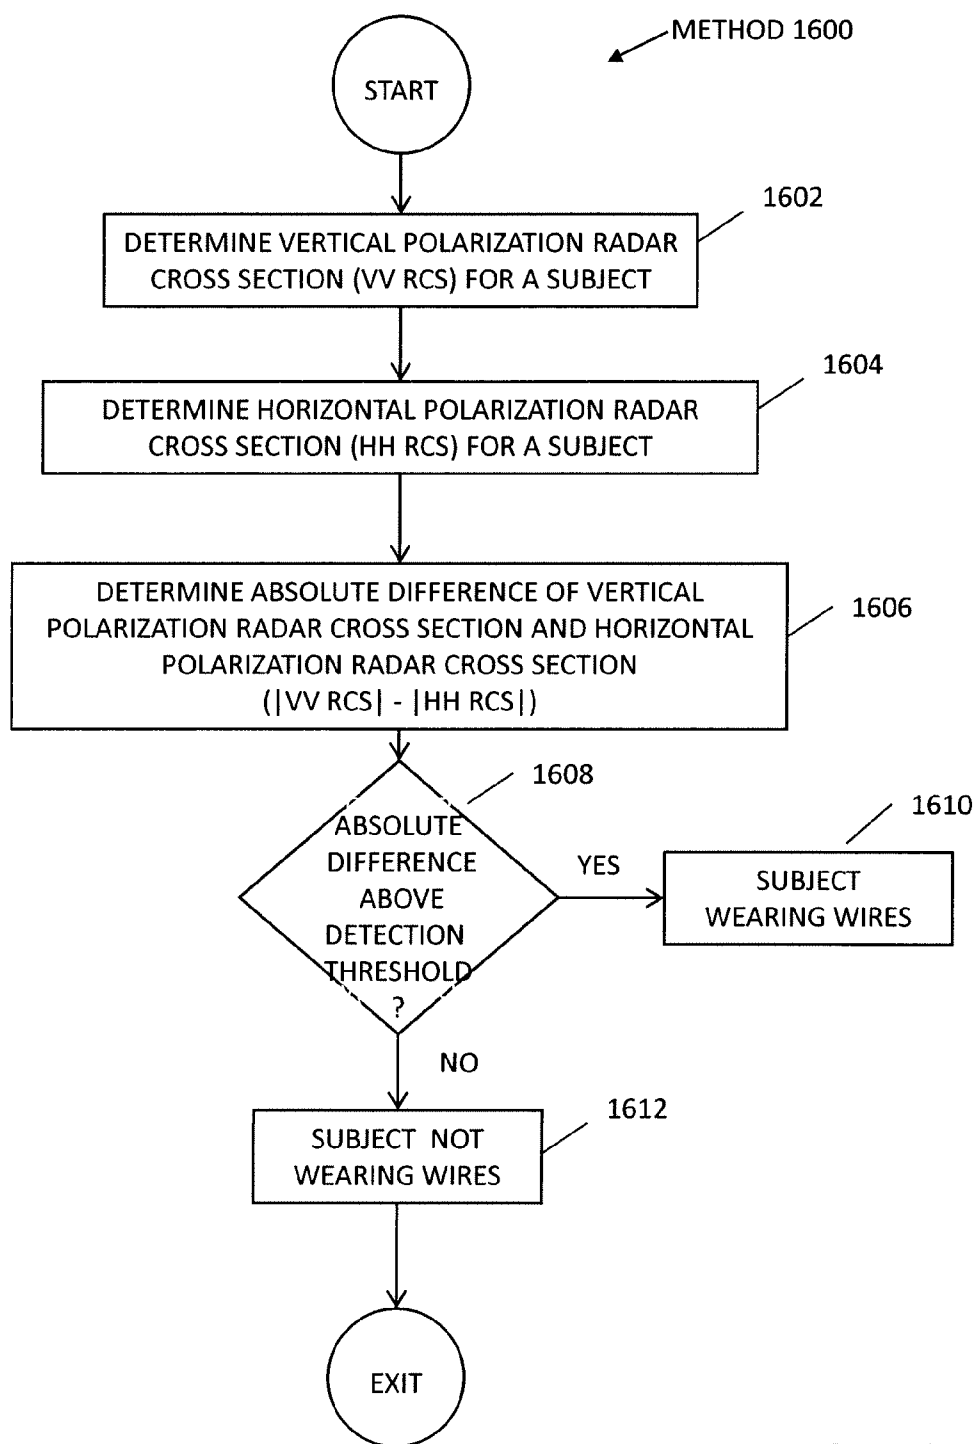 METHOD 1600
START
1602
DETERMINE VERTICAL POLARIZATION RADAR
CROSS SECTION (VV RCS) FOR A SUBJECT
1604
DETERMINE HORIZONTAL POLARIZATION RADAR
CROSS SECTION (HH RCS) FOR A SUBJECT
DETERMINE ABSOLUTE DIFFERENCE OF VERTICAL
POLARIZATION RADAR CROSS SECTION AND HORIZONTAL
POLARIZATION RADAR CROSS SECTION
(|VV RCS| - |HH RCS|)
1606
1608
ABSOLUTE
DIFFERENCE
ABOVE
DETECTION
THRESHOLD
?
YES
1610
SUBJECT
WEARING WIRES
NO
1612
SUBJECT NOT
WEARING WIRES
EXIT